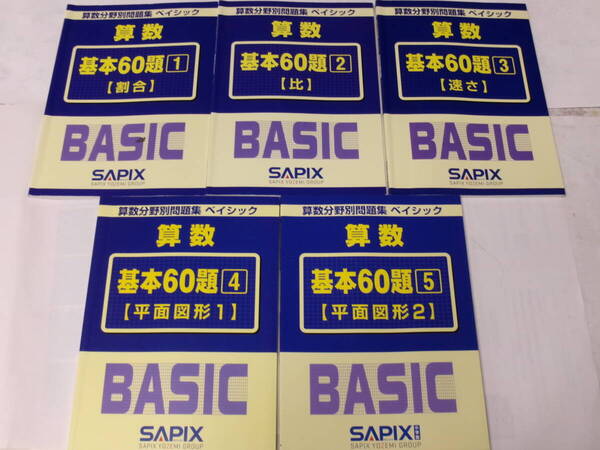 算数分野別問題集 ベイシック
算数
基本60題 1
【割合】
BASIC
SAPIX
SAPIX YOZEMI GROUP
算数分野別問題集 ベイシック
算数
基本60題 2
【比】
BASIC
SAPIX
SAPIX YOZEMI GROUP
算数分野別問題集 ベイシック
算数
基本60題 3
【速さ】
BASIC
SAPIX
SAPIX YOZEMI GROUP
算数分野別問題集 ベイシック
算数
基本60題 4
【平面図形1】
BASIC
SAPIX
SAPIX YOZEMI GROUP
算数分野別問題集 ベイシック
算数
基本60題 5
【平面図形2】
BASIC
SAPIX
SAPIX YOZEMI GROUP